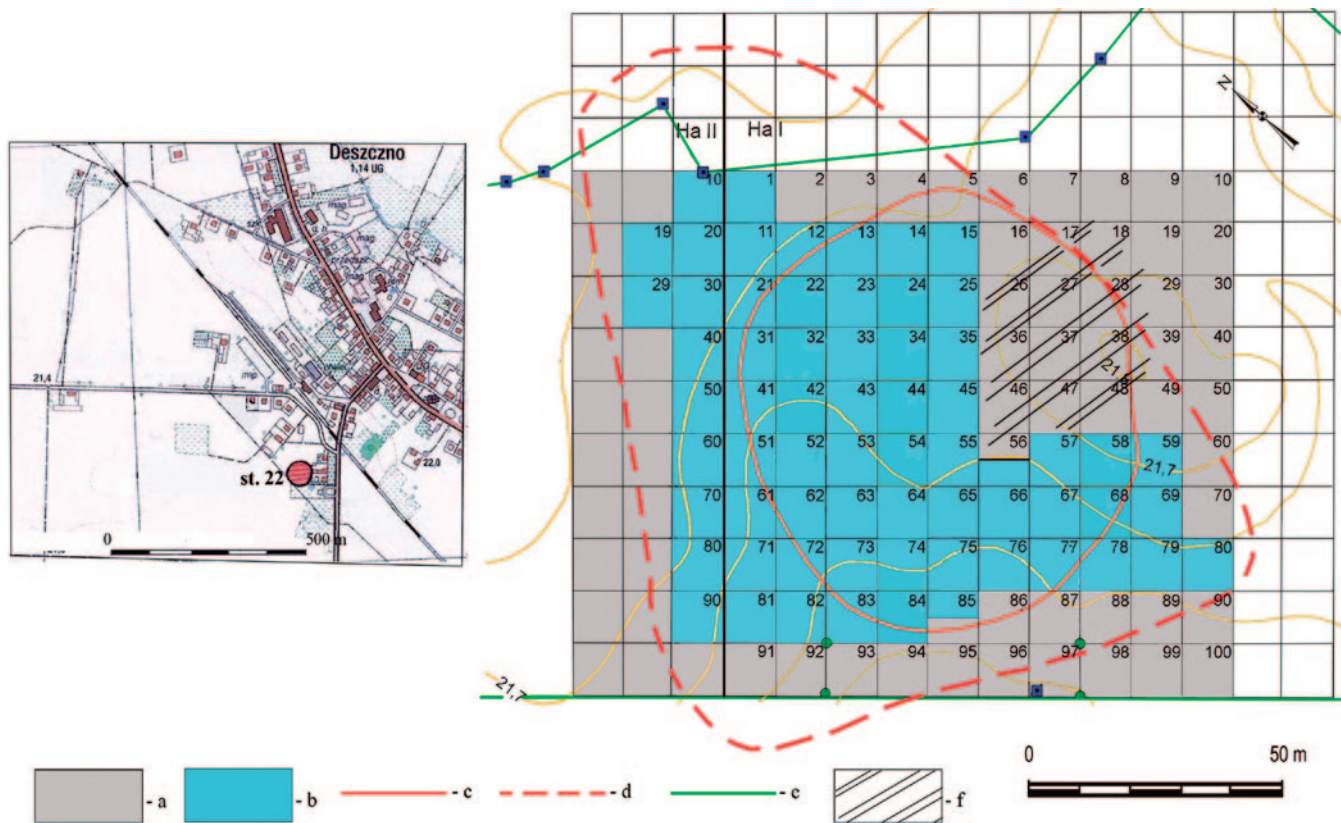 Deszczno
1,14 UG
mag
mag
mag
21,4
mp
22,0
st. 22
0 500 m
N
Ha II Ha I
10 1 2 3 4 5 6 7 8 9 10
19 20 11 12 13 14 15 16 17 18 19 20
29 30 21 22 23 24 25 26 27 28 29 30
40 31 32 33 34 35 36 37 38 39 40
50 41 42 43 44 45 46 47 48 49 50
60 51 52 53 54 55 56 57 58 59 60
21,7
70 61 62 63 64 65 66 67 68 69 70
80 71 72 73 74 75 76 77 78 79 80
90 81 82 83 84 85 86 87 88 89 90
91 92 93 94 95 96 97 98 99 100
21,7
0 50 m
- a - b - c - d - e - f